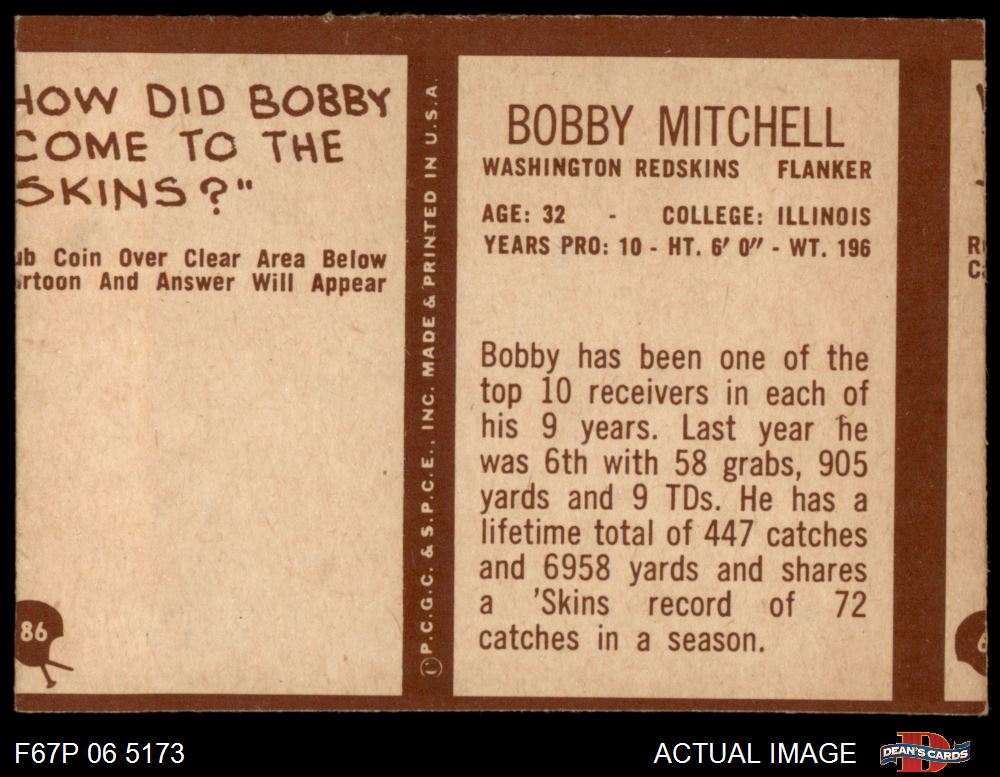 HOW DID BOBBY
COME TO THE
SKINS?"
Coin Over Clear Area Below
And Answer Will Appear
86
©P.C.G.C. & S.P.C.E., INC. MADE & PRINTED IN U.S.A.
BOBBY MITCHELL
WASHINGTON REDSKINS FLANKER
AGE: 32 - COLLEGE: ILLINOIS
YEARS PRO: 10 - HT. 6' 0" - WT. 196
Bobby has been one of the
top 10 receivers in each of
his 9 years. Last year he
was 6th with 58 grabs, 905
yards and 9 TDs. He has a
lifetime total of 447 catches
and 6958 yards and shares
a 'Skins record of 72
catches in a season.
F67P 06 5173
ACTUAL IMAGE
DEAN'S CARDS